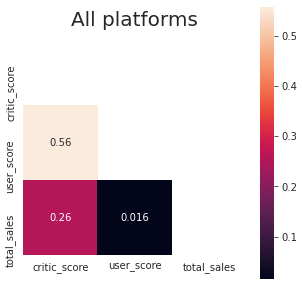 All platforms
critic_score
user_score
total_sales
0.56
0.26
0.016
critic_score
user_score
total_sales
0.5
0.4
0.3
0.2
0.1